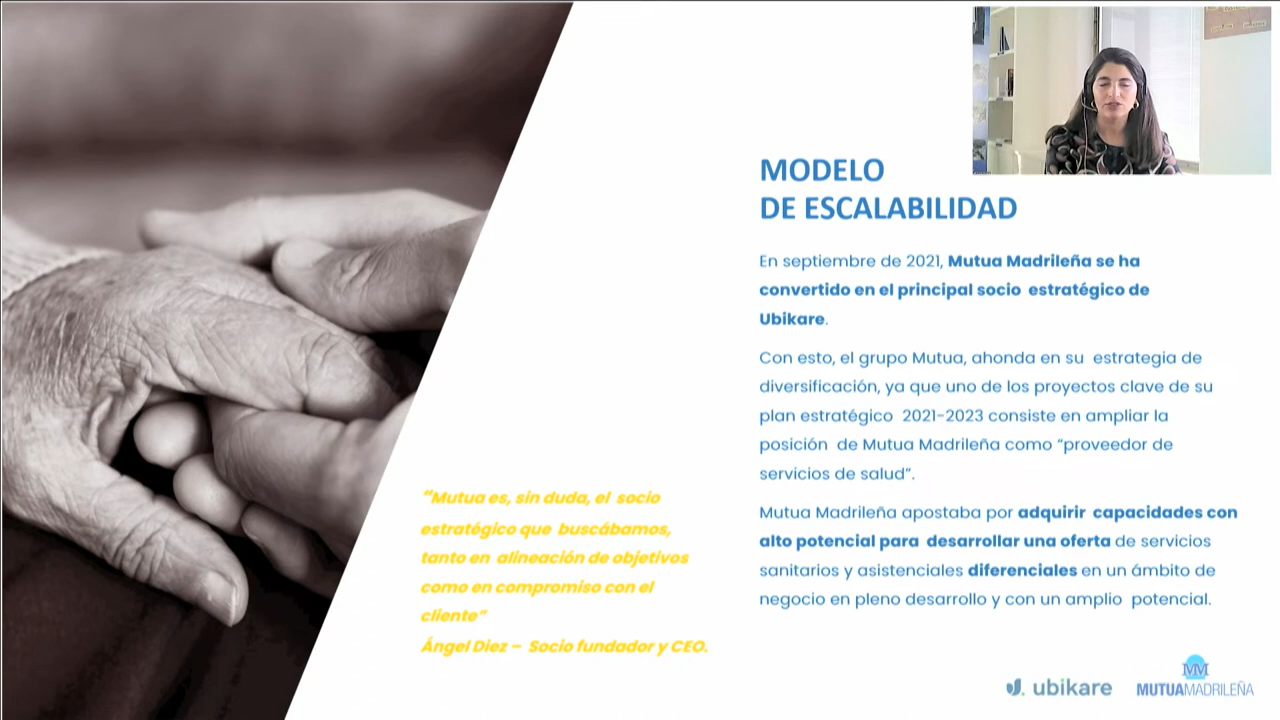 MODELO
DE ESCALABILIDAD
En septiembre de 2021, Mutua Madrileña se ha
convertido en el principal socio estratégico de
Ubikare.
Con esto, el grupo Mutua, ahonda en su estrategia de
diversificación, ya que uno de los proyectos clave de su
plan estratégico 2021-2023 consiste en ampliar la
posición de Mutua Madrileña como “proveedor de
servicios de salud”.
Mutua Madrileña apostaba por adquirir capacidades con
alto potencial para desarrollar una oferta de servicios
sanitarios y asistenciales diferenciales en un ámbito de
negocio en pleno desarrollo y con un amplio potencial.
“Mutua es, sin duda, el socio
estratégico que buscábamos,
tanto en alineación de objetivos
como en compromiso con el
cliente”
Ángel Diez – Socio fundador y CEO.
ubikare
MM
MUTUAMADRILEÑA